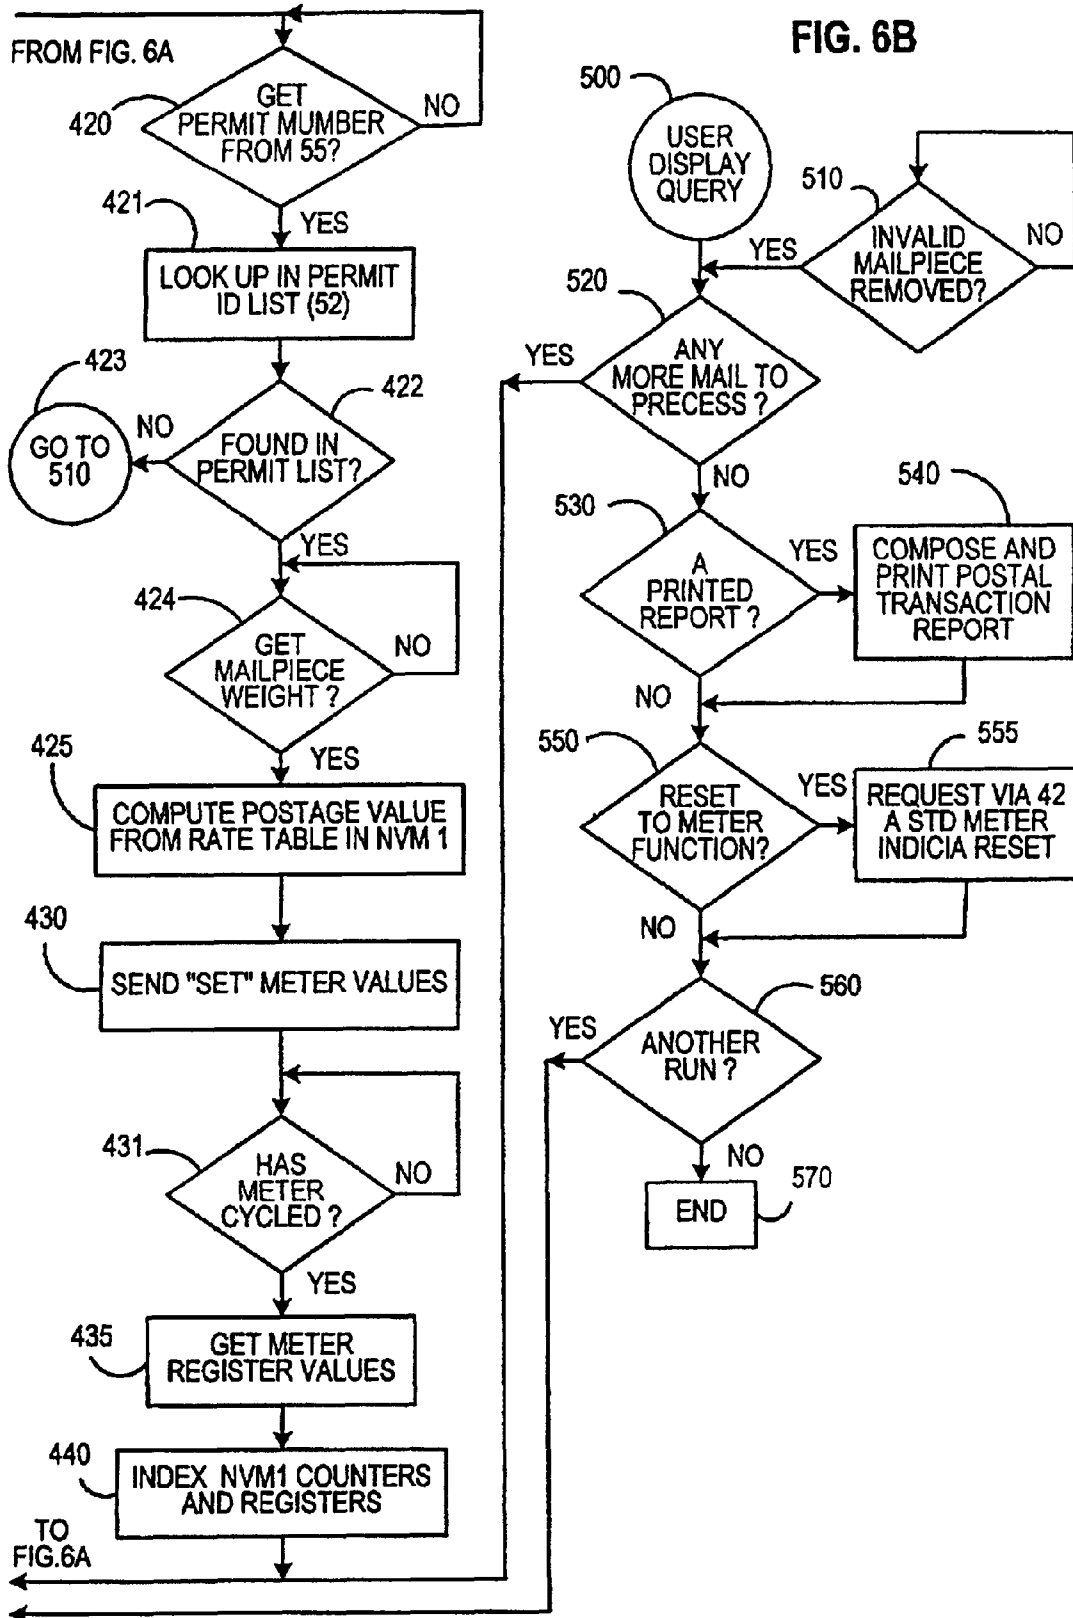 FIG. 6B
FROM FIG. 6A
420
GET
PERMIT MUMBER
FROM 55?
NO
YES
421
LOOK UP IN PERMIT
ID LIST (52)
423
GO TO
510
NO
422
FOUND IN
PERMIT LIST?
YES
424
GET
MAILPIECE
WEIGHT ?
NO
YES
425
COMPUTE POSTAGE VALUE
FROM RATE TABLE IN NVM 1
430
SEND "SET" METER VALUES
431
HAS
METER
CYCLED ?
NO
YES
435
GET METER
REGISTER VALUES
440
INDEX NVM1 COUNTERS
AND REGISTERS
TO
FIG.6A
500
USER
DISPLAY
QUERY
510
INVALID
MAILPIECE
REMOVED?
NO
YES
520
ANY
MORE MAIL TO
PRECESS ?
YES
NO
530
A
PRINTED
REPORT ?
YES
540
COMPOSE AND
PRINT POSTAL
TRANSACTION
REPORT
NO
550
RESET
TO METER
FUNCTION?
YES
555
REQUEST VIA 42
A STD METER
INDICIA RESET
NO
560
ANOTHER
RUN ?
YES
NO
END
570